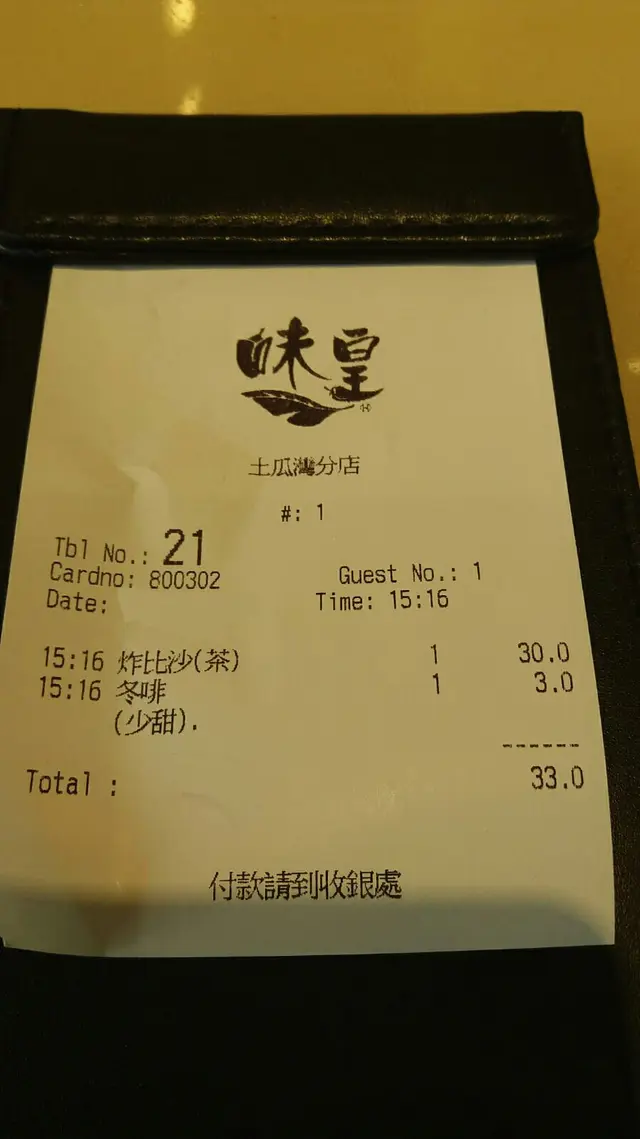 味皇
土瓜灣分店
#: 1
Tbl No.: 21
Cardno: 800302 Guest No.: 1
Date: Time: 15:16
15:16 炸比沙(茶) 1 30.0
15:16 冬啡 1 3.0
(少甜).
------
Total : 33.0
付款請到收銀處